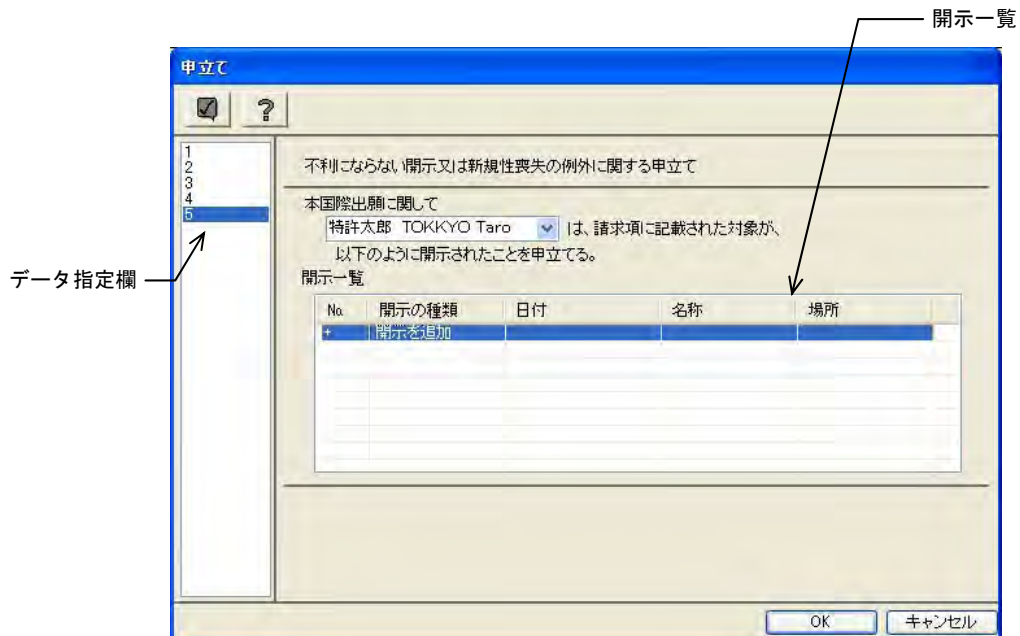 開示一覧
申立て
?
1
2
3
4
5
不利にならない開示又は新規性喪失の例外に関する申立て
本国際出願に関して
特許太郎 TOKKYO Taro は、請求項に記載された対象が、
以下のように開示されたことを申立てる。
データ指定欄
開示一覧
No. 開示の種類 日付 名称 場所
+ 開示を追加
OK キャンセル